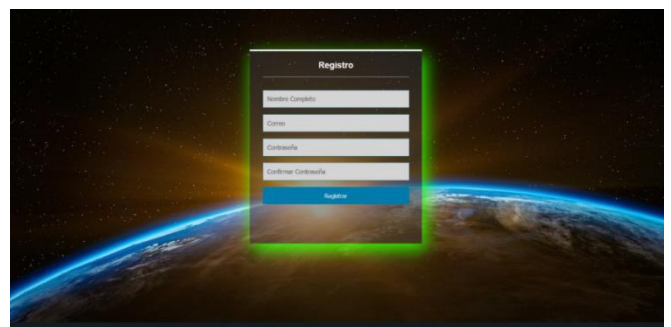 Registro
Nombre Completo
Correo
Contraseña
Confirmar Contraseña
Registrar